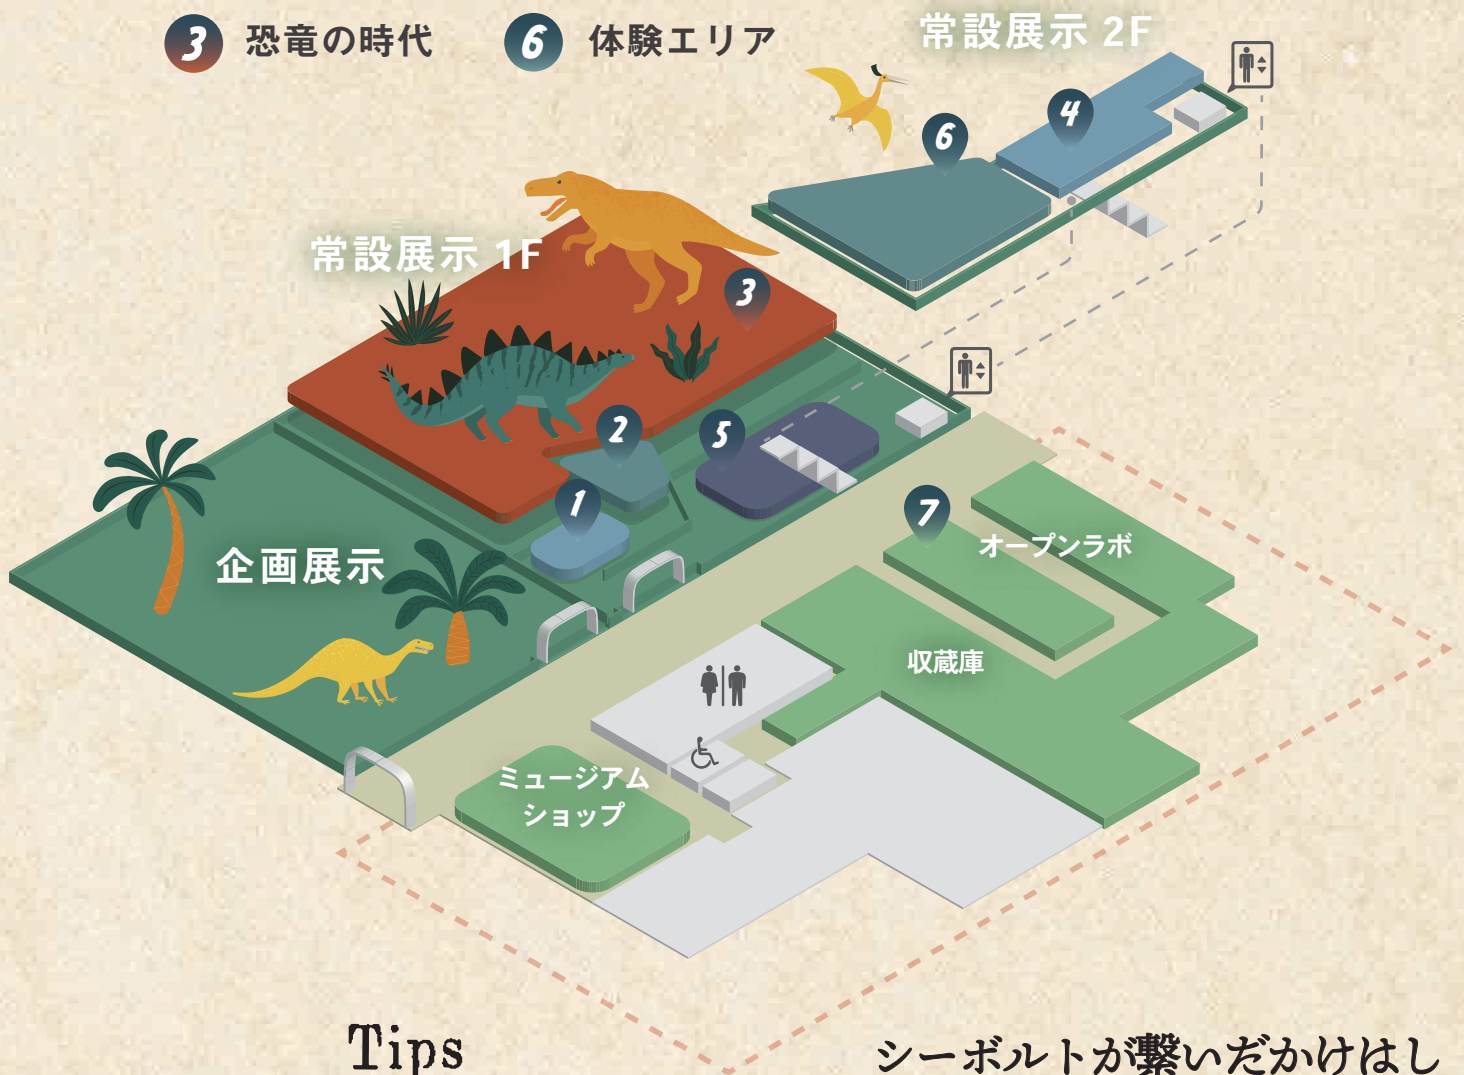 3 恐竜の時代
6 体験エリア
常設展示 2F
4
6
常設展示 1F
3
2
5
1
7
オープンラボ
企画展示
収蔵庫
ミュージアム
ショップ
Tips
シーボルトが繋いだかけはし